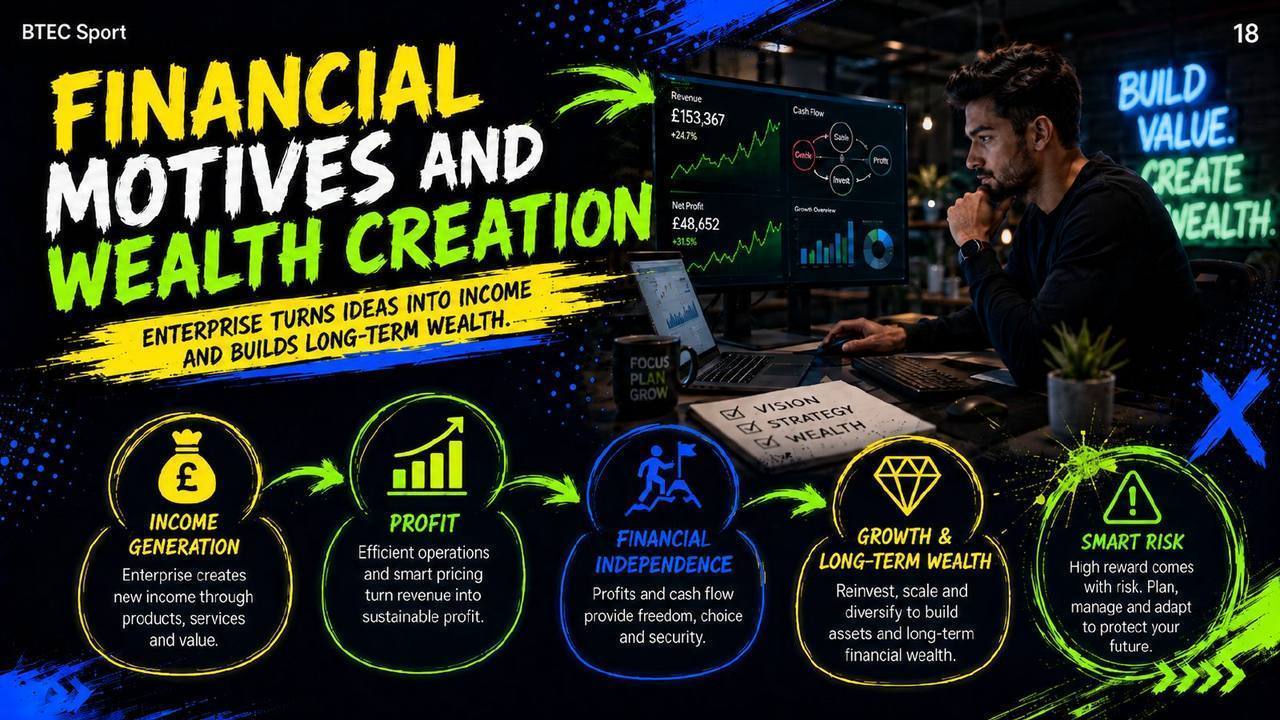 BTEC Sport
18
FINANCIAL
MOTIVES AND
WEALTH CREATION
ENTERPRISE TURNS IDEAS INTO INCOME
AND BUILDS LONG-TERM WEALTH.
Revenue
£153,367
+24.7%
Cash Flow
Profit
Invest
Net Profit
£48,652
+31.5%
Growth Overview
BUILD
VALUE.
CREATE
WEALTH.
FOCUS
PLAN
GROW
VISION
STRATEGY
WEALTH
£
INCOME
GENERATION
Enterprise creates
new income through
products, services
and value.
PROFIT
Efficient operations
and smart pricing
turn revenue into
sustainable profit.
FINANCIAL
INDEPENDENCE
Profits and cash flow
provide freedom, choice
and security.
GROWTH &
LONG-TERM WEALTH
Reinvest, scale and
diversify to build
assets and long-term
financial wealth.
SMART RISK
High reward comes
with risk. Plan,
manage and adapt
to protect your
future.